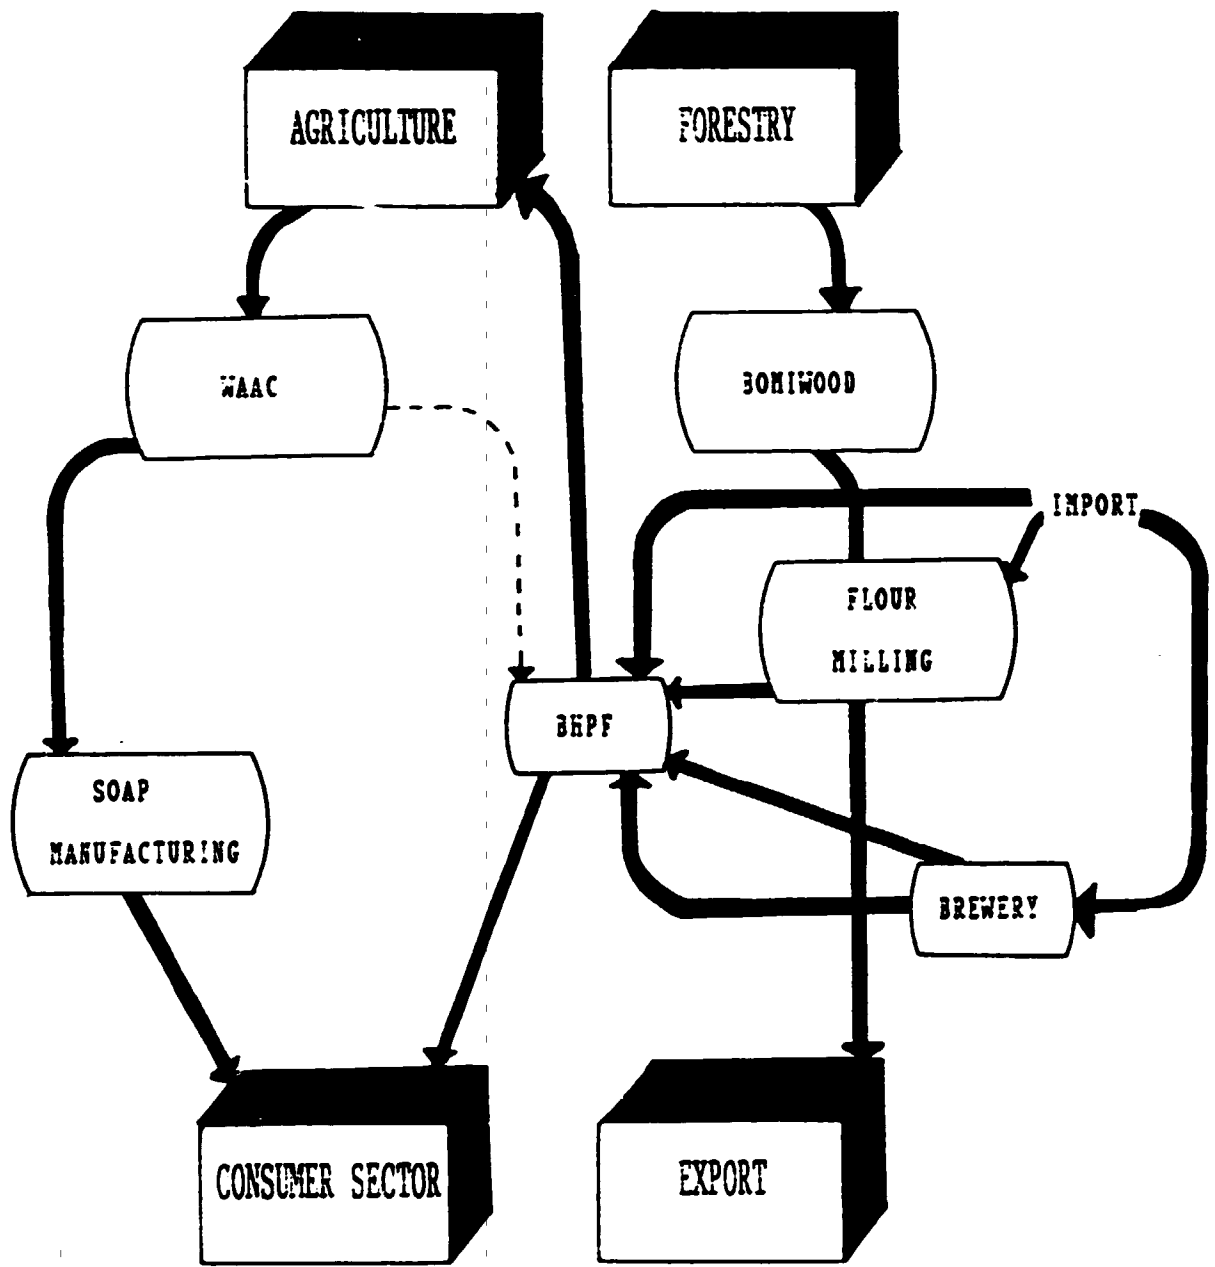 AGRICULTURE
FORESTRY
WAAC
BOMIWOOD
IMPORT
FLOUR
MILLING
BHPF
SOAP
MANUFACTURING
BREWERY
CONSUMER SECTOR
EXPORT